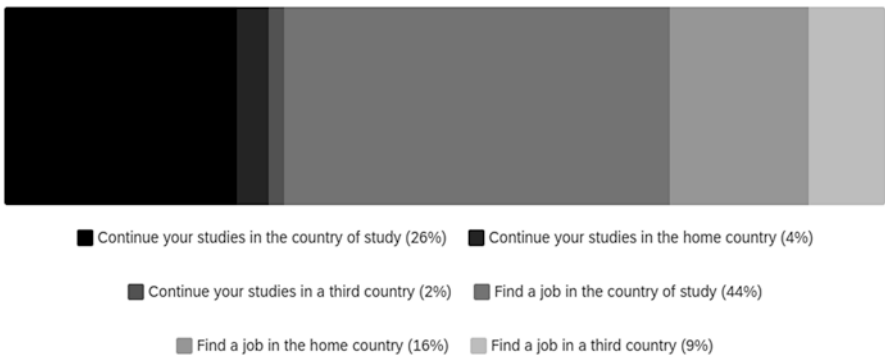 Continue your studies in the country of study (26%) Continue your studies in the home country (4%)
Continue your studies in a third country (2%) Find a job in the country of study (44%)
Find a job in the home country (16%) Find a job in a third country (9%)